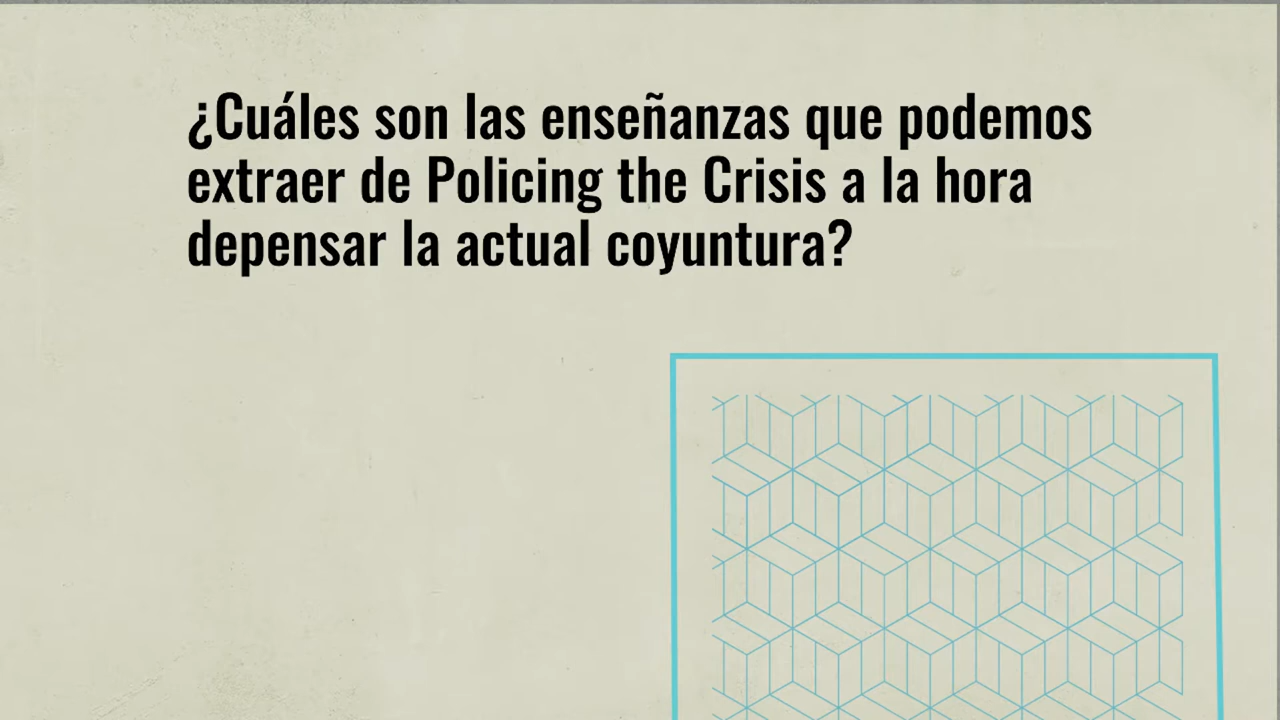 ¿Cuáles son las enseñanzas que podemos
extraer de Policing the Crisis a la hora
depensar la actual coyuntura?